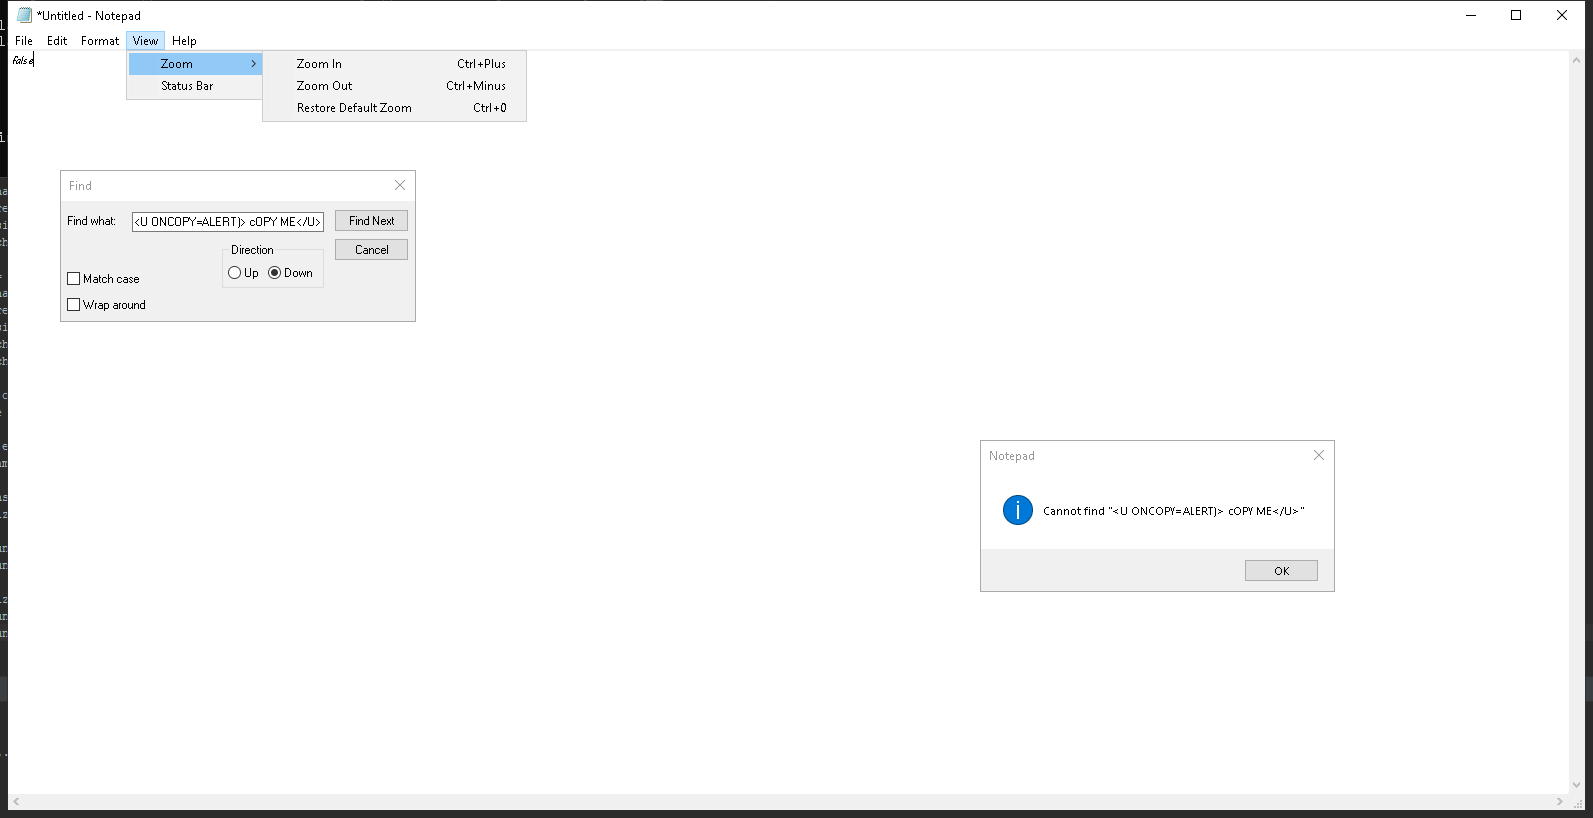 *Untitled - Notepad
File Edit Format View Help
false
Zoom
Status Bar
Zoom In Ctrl+Plus
Zoom Out Ctrl+Minus
Restore Default Zoom Ctrl+0
Find
Find what: <U ONCOPY=ALERT)> cOPY ME</U> Find Next
Direction Cancel
Up Down
Match case
Wrap around
Notepad
Cannot find "<U ONCOPY=ALERT)> cOPY ME</U>"
OK